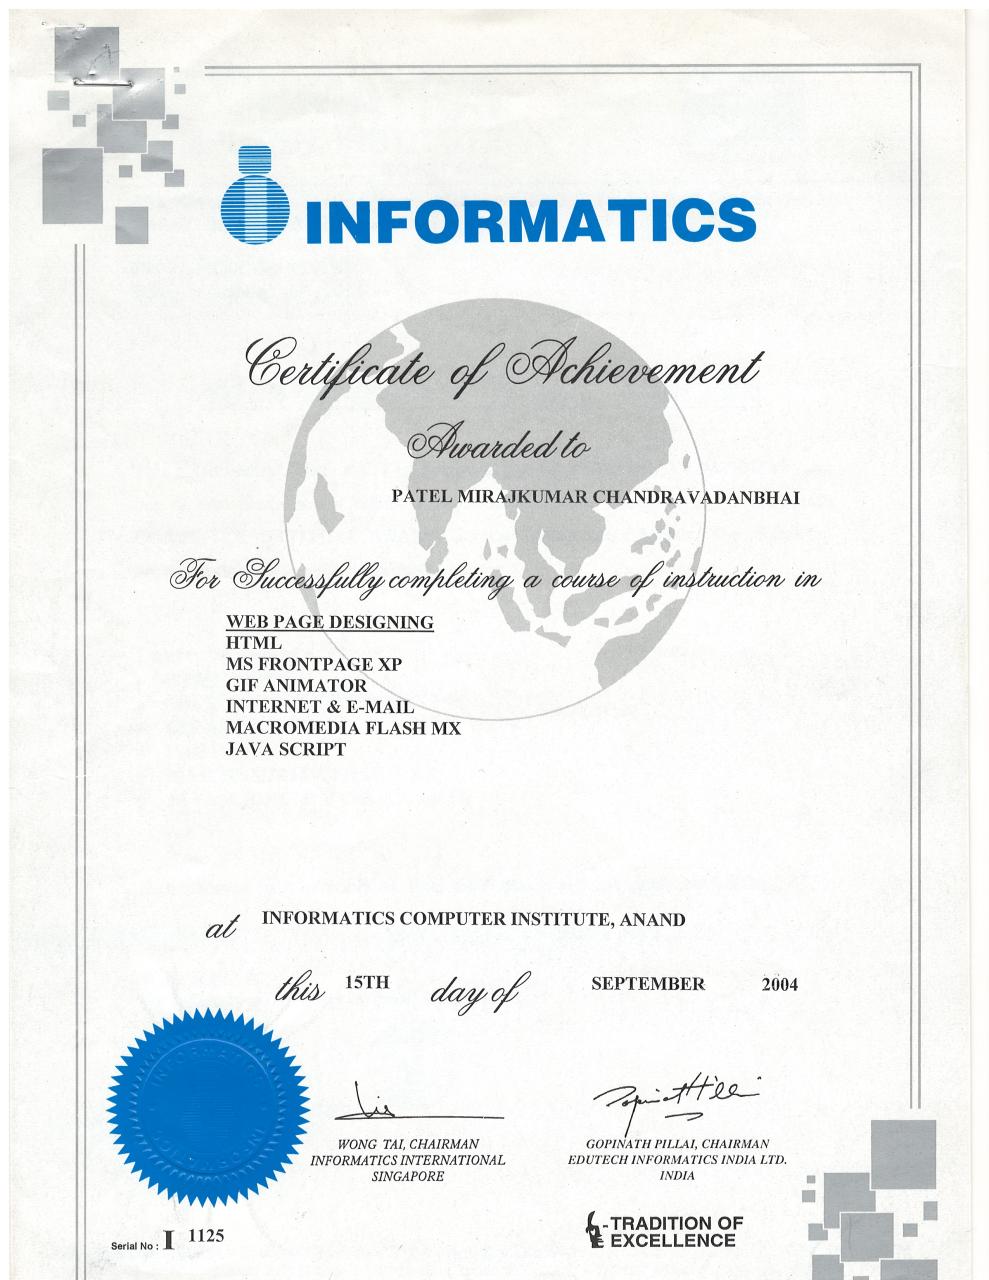 INFORMATICS
Certificate of Achievement
Awarded to
PATEL MIRAJKUMAR CHANDRAVADANBHAI
For Successfully completing a course of instruction in
WEB PAGE DESIGNING
HTML
MS FRONTPAGE XP
GIF ANIMATOR
INTERNET & E-MAIL
MACROMEDIA FLASH MX
JAVA SCRIPT
at INFORMATICS COMPUTER INSTITUTE, ANAND
this 15TH day of SEPTEMBER 2004
WONG TAI, CHAIRMAN
INFORMATICS INTERNATIONAL
SINGAPORE
GOPINATH PILLAI, CHAIRMAN
EDUTECH INFORMATICS INDIA LTD.
INDIA
Serial No : I 1125
-TRADITION OF
EXCELLENCE